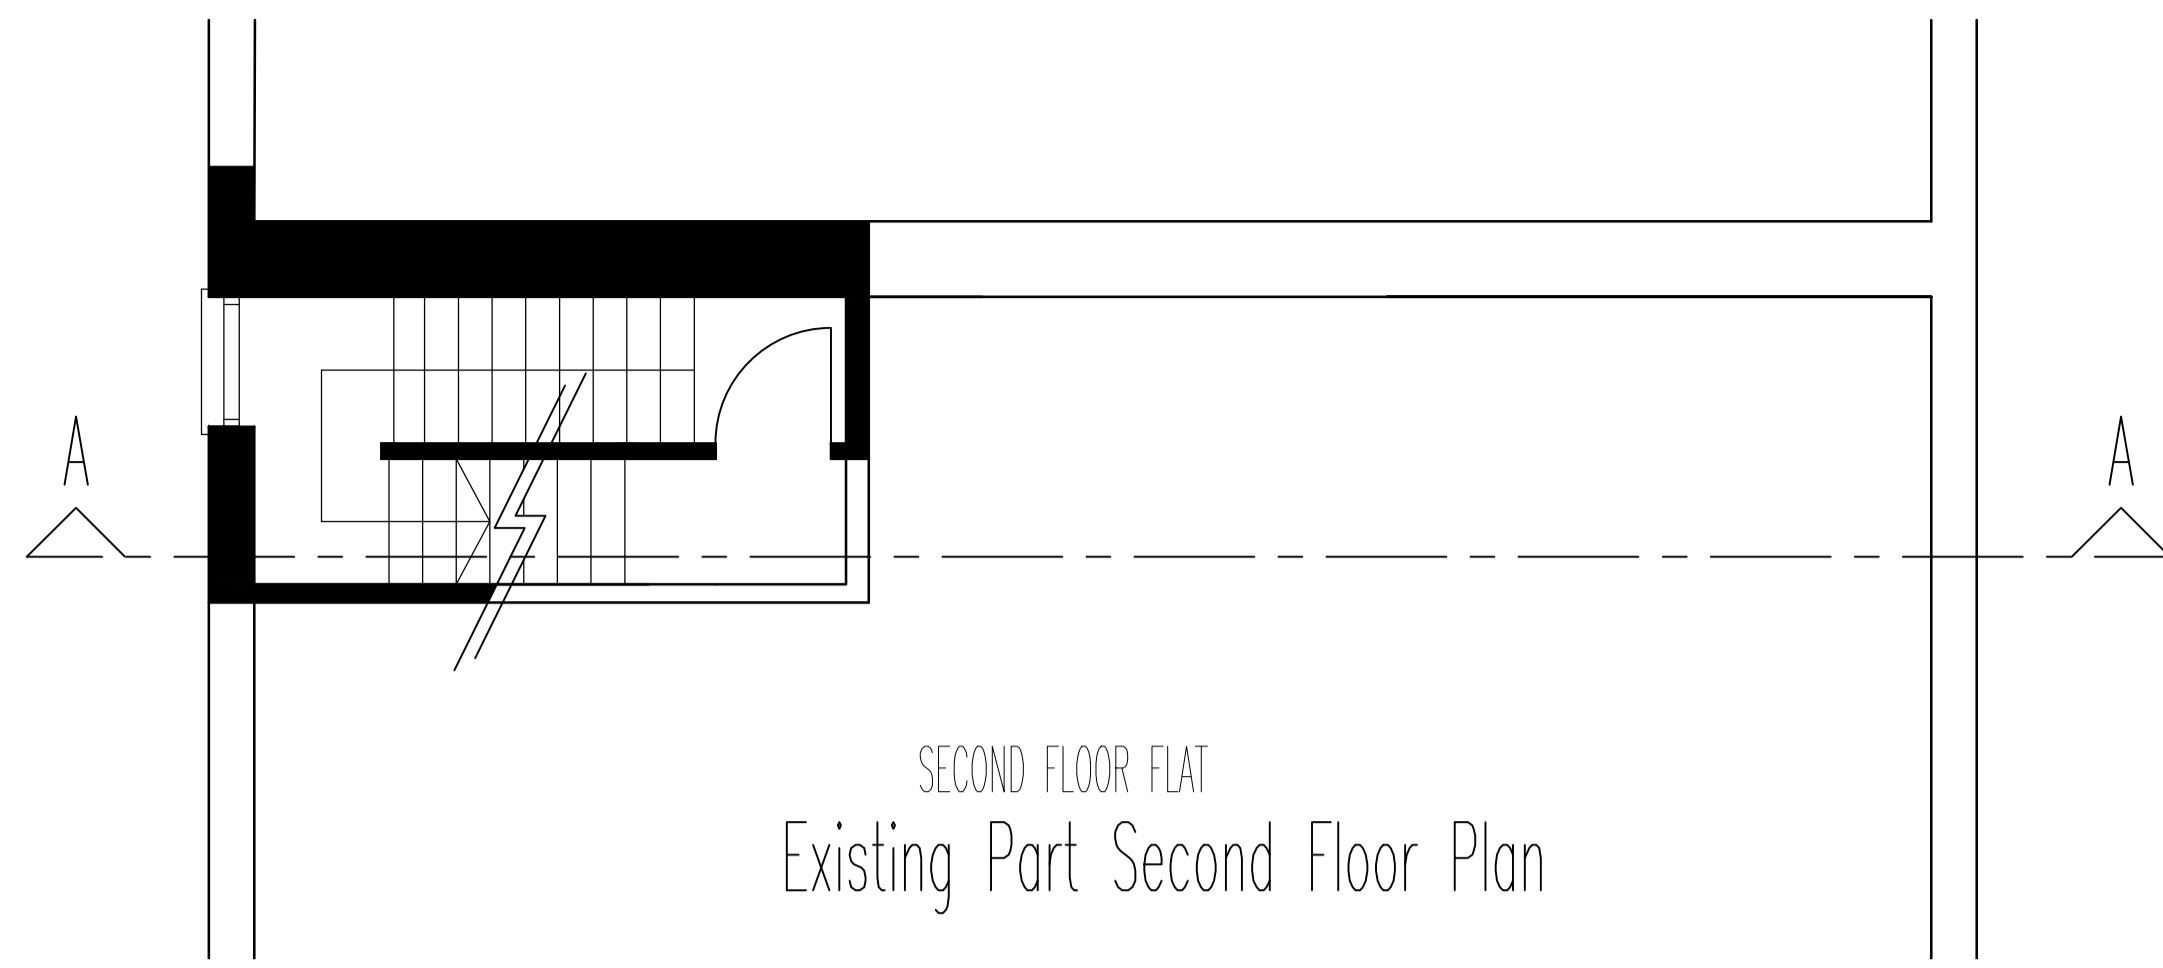 A A
SECOND FLOOR FLAT
Existing Part Second Floor Plan